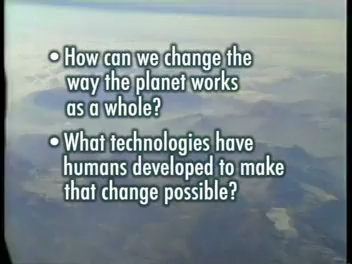 • How can we change the
way the planet works
as a whole?
• What technologies have
humans developed to make
that change possible?